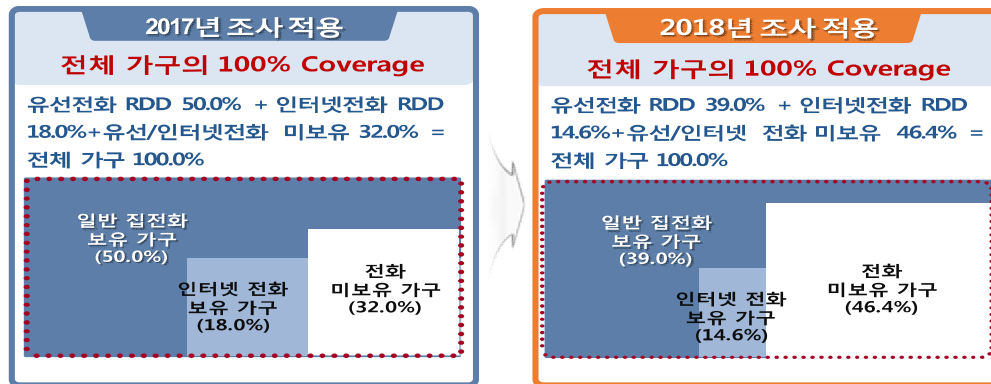 2017년 조사 적용
전체 가구의 100% Coverage
유선전화 RDD 50.0% + 인터넷전화 RDD
18.0%+유선/인터넷전화 미보유 32.0% =
전체 가구 100.0%
일반 집전화
보유 가구
(50.0%)
인터넷 전화
보유 가구
(18.0%)
전화
미보유 가구
(32.0%)
2018년 조사 적용
전체 가구의 100% Coverage
유선전화 RDD 39.0% + 인터넷전화 RDD
14.6%+유선/인터넷 전화 미보유 46.4% =
전체 가구 100.0%
일반 집전화
보유 가구
(39.0%)
인터넷 전화
보유 가구
(14.6%)
전화
미보유 가구
(46.4%)